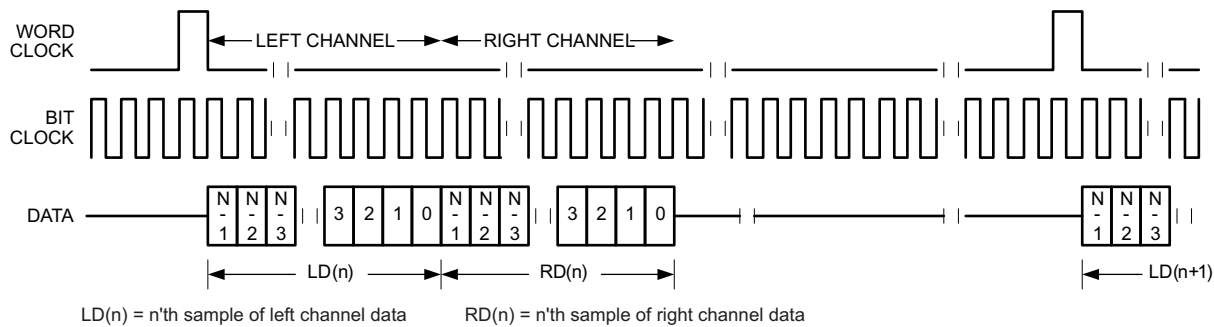 WORD
CLOCK
LEFT CHANNEL
RIGHT CHANNEL
BIT
CLOCK
DATA
N-1 N-2 N-3 3 2 1 0 N-1 N-2 N-3 3 2 1 0 N-1 N-2 N-3
LD(n) RD(n) LD(n+1)
LD(n) = n'th sample of left channel data RD(n) = n'th sample of right channel data